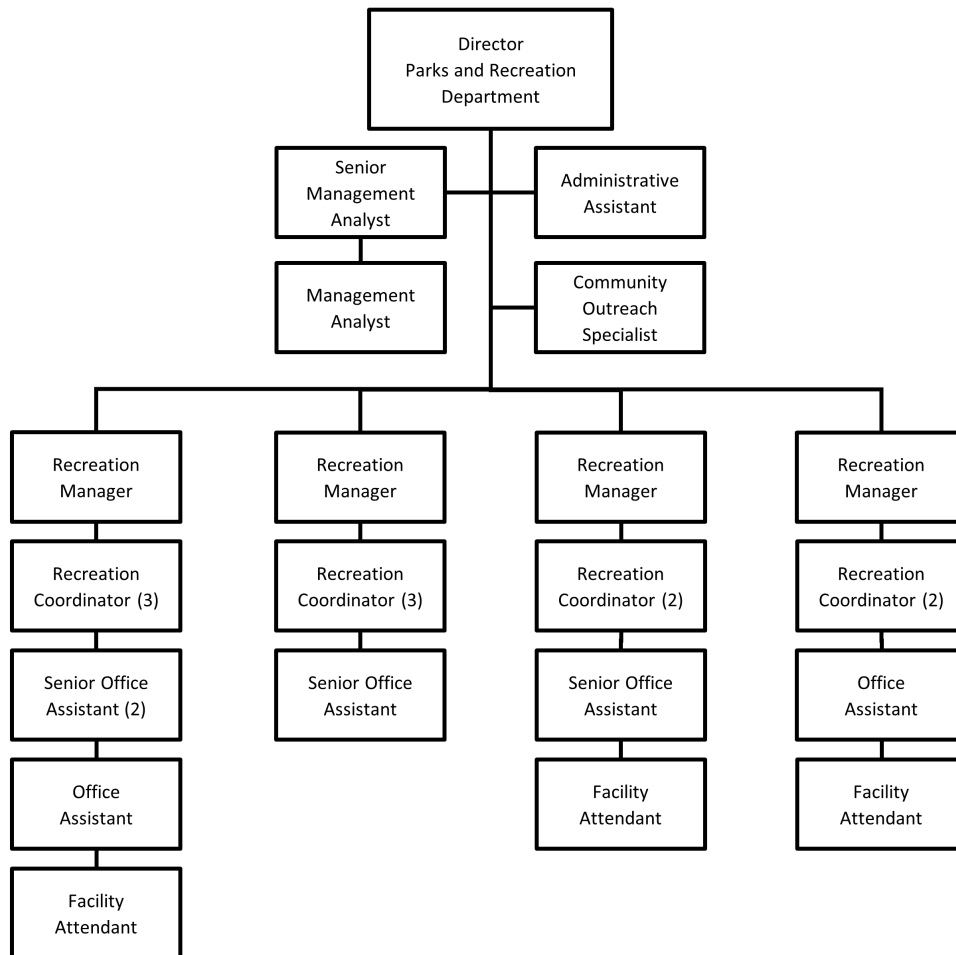 Director
Parks and Recreation
Department
Senior
Management
Analyst
Administrative
Assistant
Management
Analyst
Community
Outreach
Specialist
Recreation
Manager
Recreation
Coordinator (3)
Senior Office
Assistant (2)
Office
Assistant
Facility
Attendant
Recreation
Manager
Recreation
Coordinator (3)
Senior Office
Assistant
Recreation
Manager
Recreation
Coordinator (2)
Senior Office
Assistant
Facility
Attendant
Recreation
Manager
Recreation
Coordinator (2)
Office
Assistant
Facility
Attendant